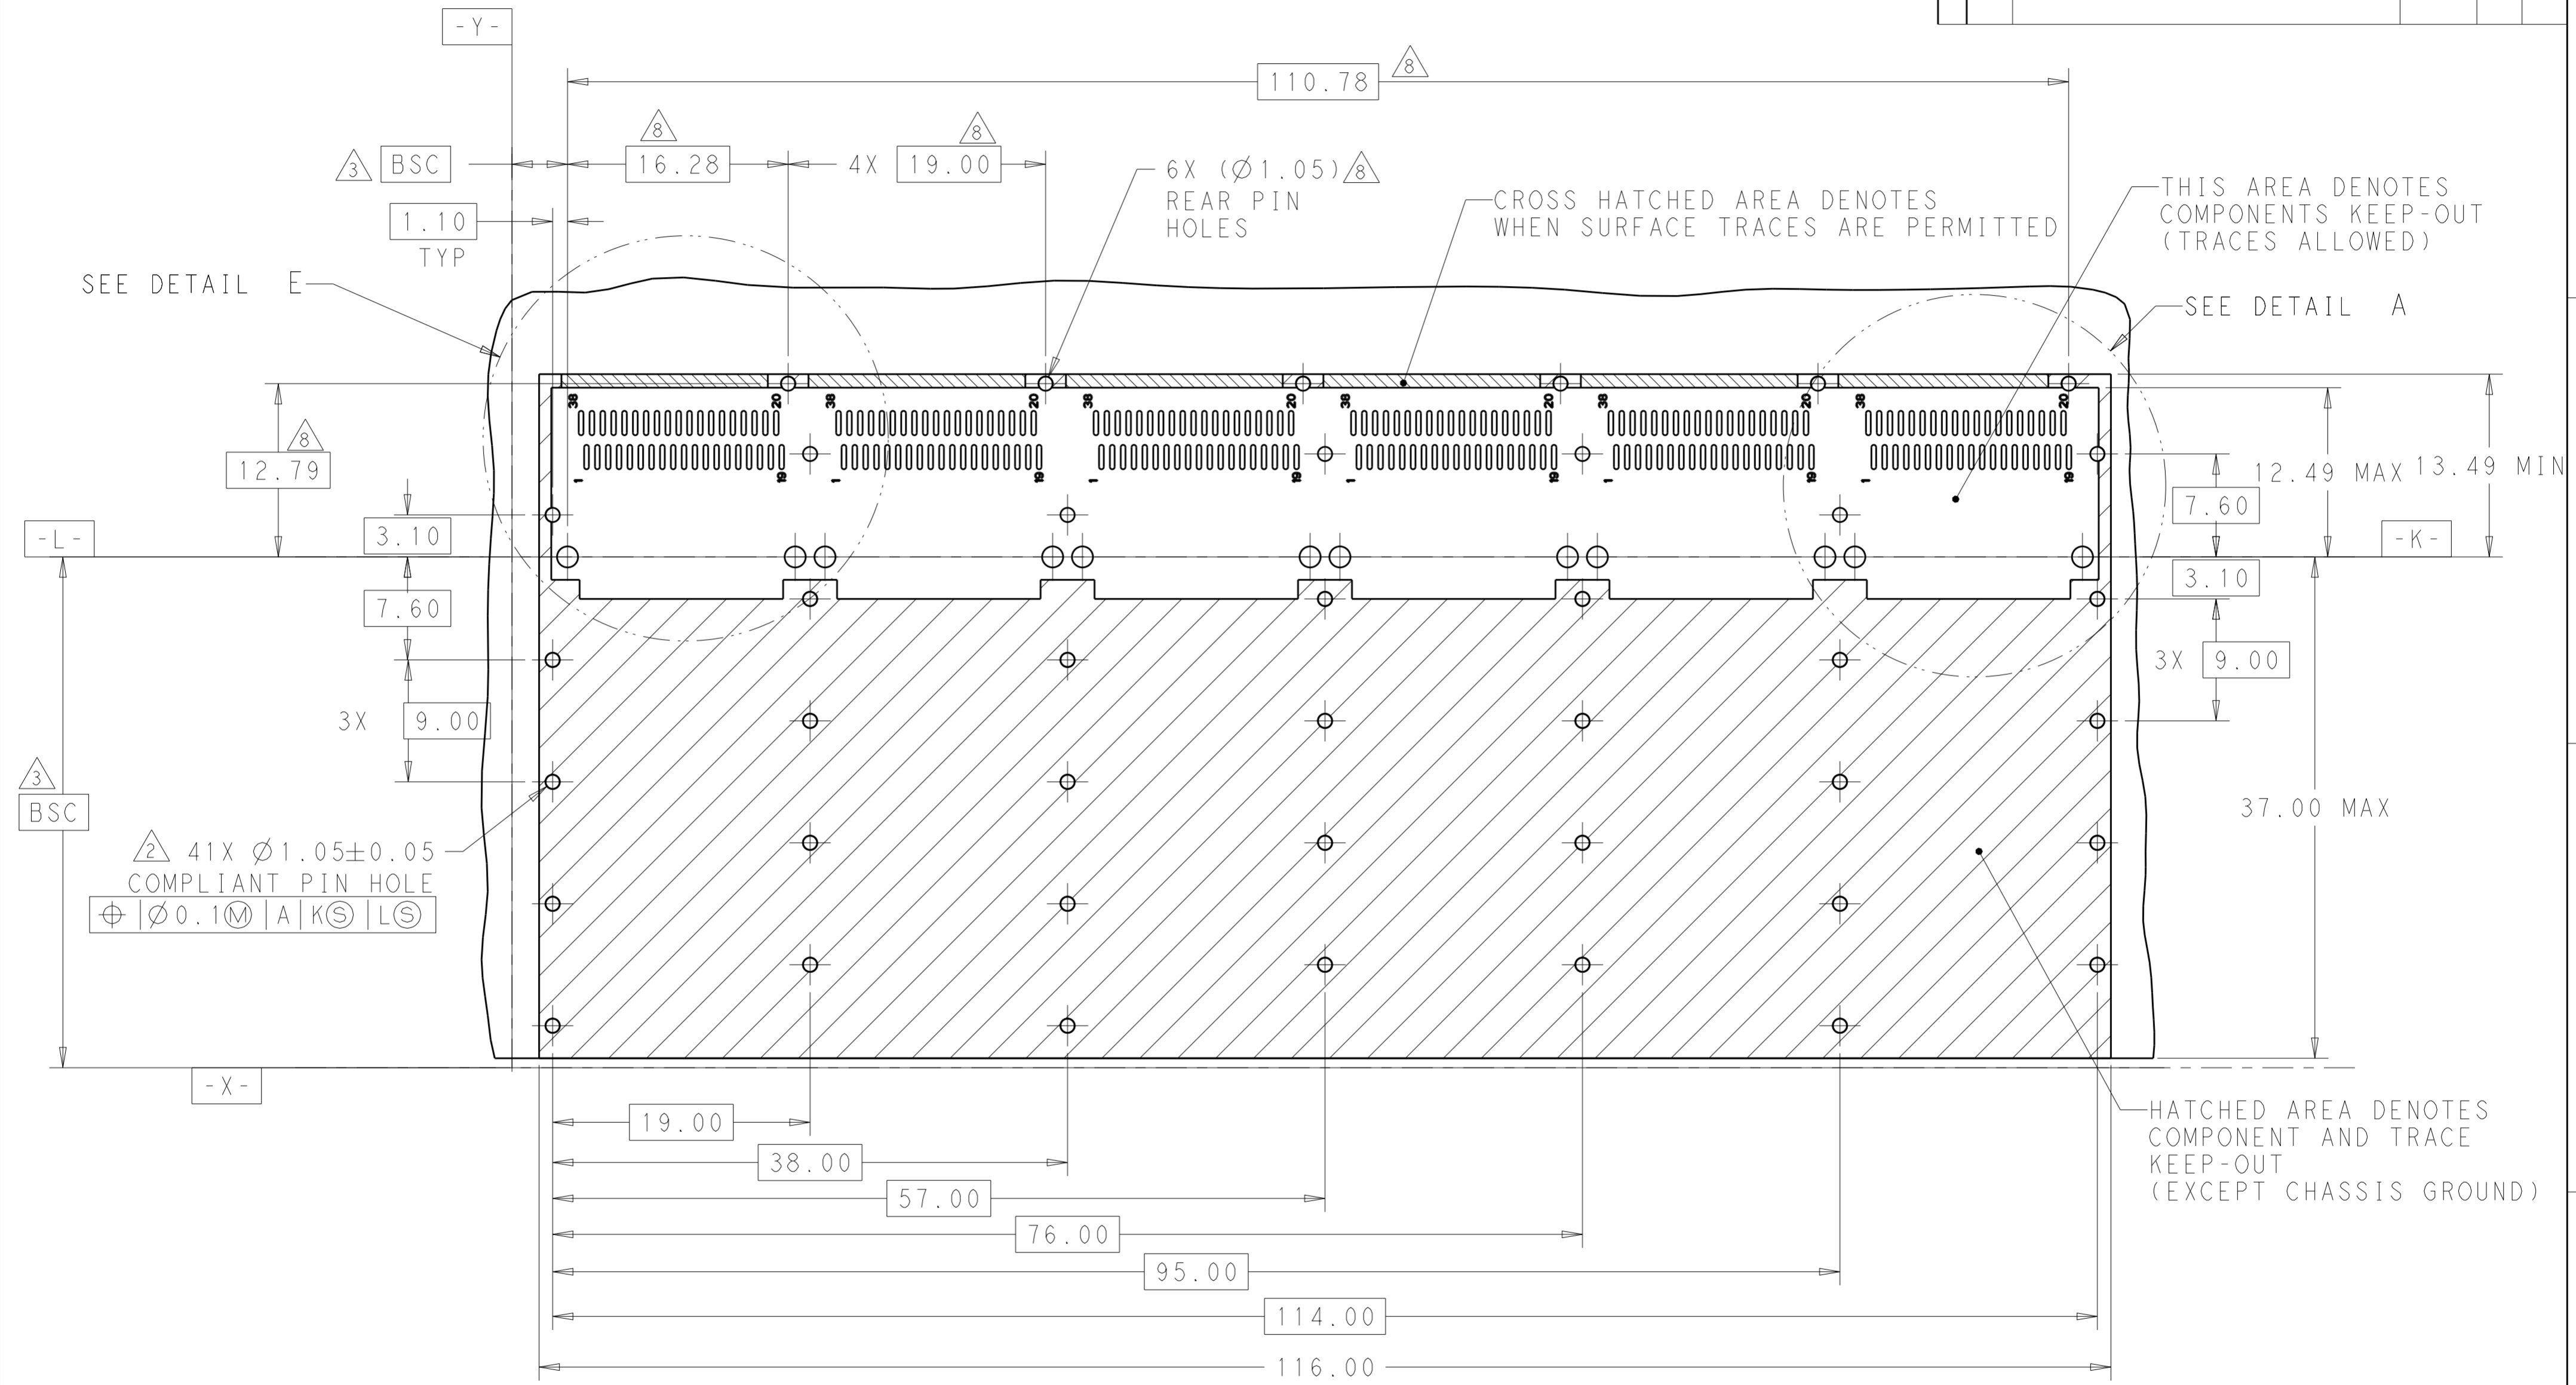 -Y-
110.78 8
8 8
3 BSC 16.28 4X 19.00
6X (Ø1.05) 8
REAR PIN
HOLES
CROSS HATCHED AREA DENOTES
WHEN SURFACE TRACES ARE PERMITTED
THIS AREA DENOTES
COMPONENTS KEEP-OUT
(TRACES ALLOWED)
1.10
TYP
SEE DETAIL E
SEE DETAIL A
38 20 38 20 38 20 38 20 38 20 38 20
1 19 1 19 1 19 1 19 1 19 1 19
8
12.79
12.49 MAX
13.49 MIN
7.60
3.10
-L-
-K-
3.10
7.60
3X 9.00
3X 9.00
3
BSC
37.00 MAX
2 41X Ø1.05±0.05
COMPLIANT PIN HOLE
⌖|Ø0.1Ⓜ|A|KⓈ|LⓈ
-X-
HATCHED AREA DENOTES
COMPONENT AND TRACE
KEEP-OUT
(EXCEPT CHASSIS GROUND)
19.00
38.00
57.00
76.00
95.00
114.00
116.00